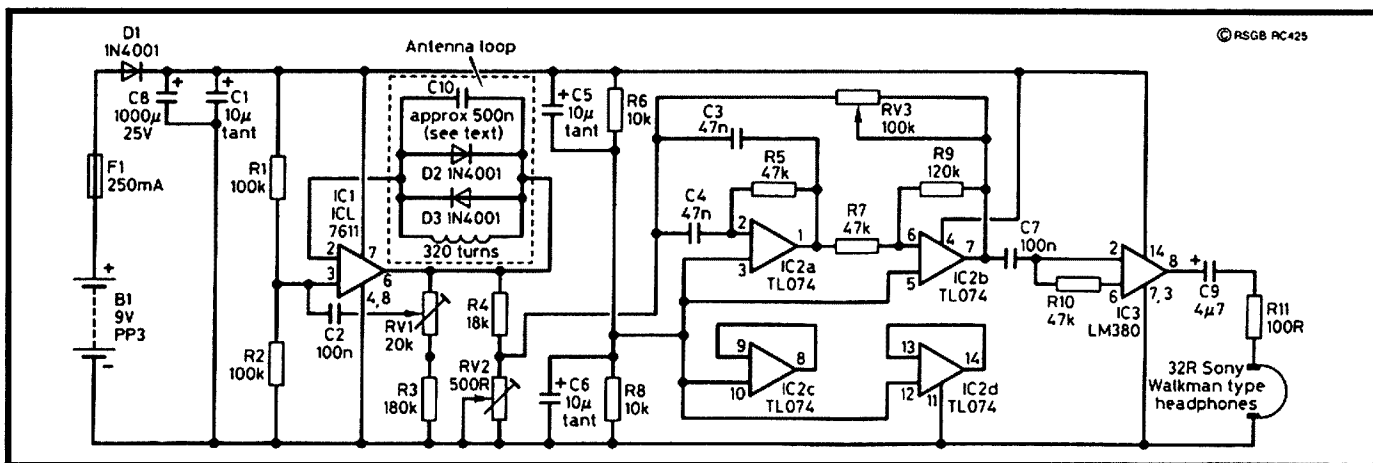 © RSGB RC425
D1
1N4001
C8
1000µ
25V
C1
10µ
tant
F1
250mA
B1
9V
PP3
R1
100k
R2
100k
IC1
ICL
7611
2
3
7
6
4,8
C2
100n
Antenna loop
C10
approx 500n
(see text)
D2 1N4001
D3 1N4001
320 turns
RV1
20k
R3
180k
R4
18k
RV2
500R
C5
10µ
tant
R6
10k
C6
10µ
tant
R8
10k
C3
47n
C4
47n
R5
47k
2
3
1
IC2a
TL074
R7
47k
RV3
100k
R9
120k
6
5
4
7
IC2b
TL074
9
10
8
IC2c
TL074
13
12
14
11
IC2d
TL074
C7
100n
R10
47k
2
6
14
8
7,3
IC3
LM380
C9
4µ7
R11
100R
32R Sony
Walkman type
headphones